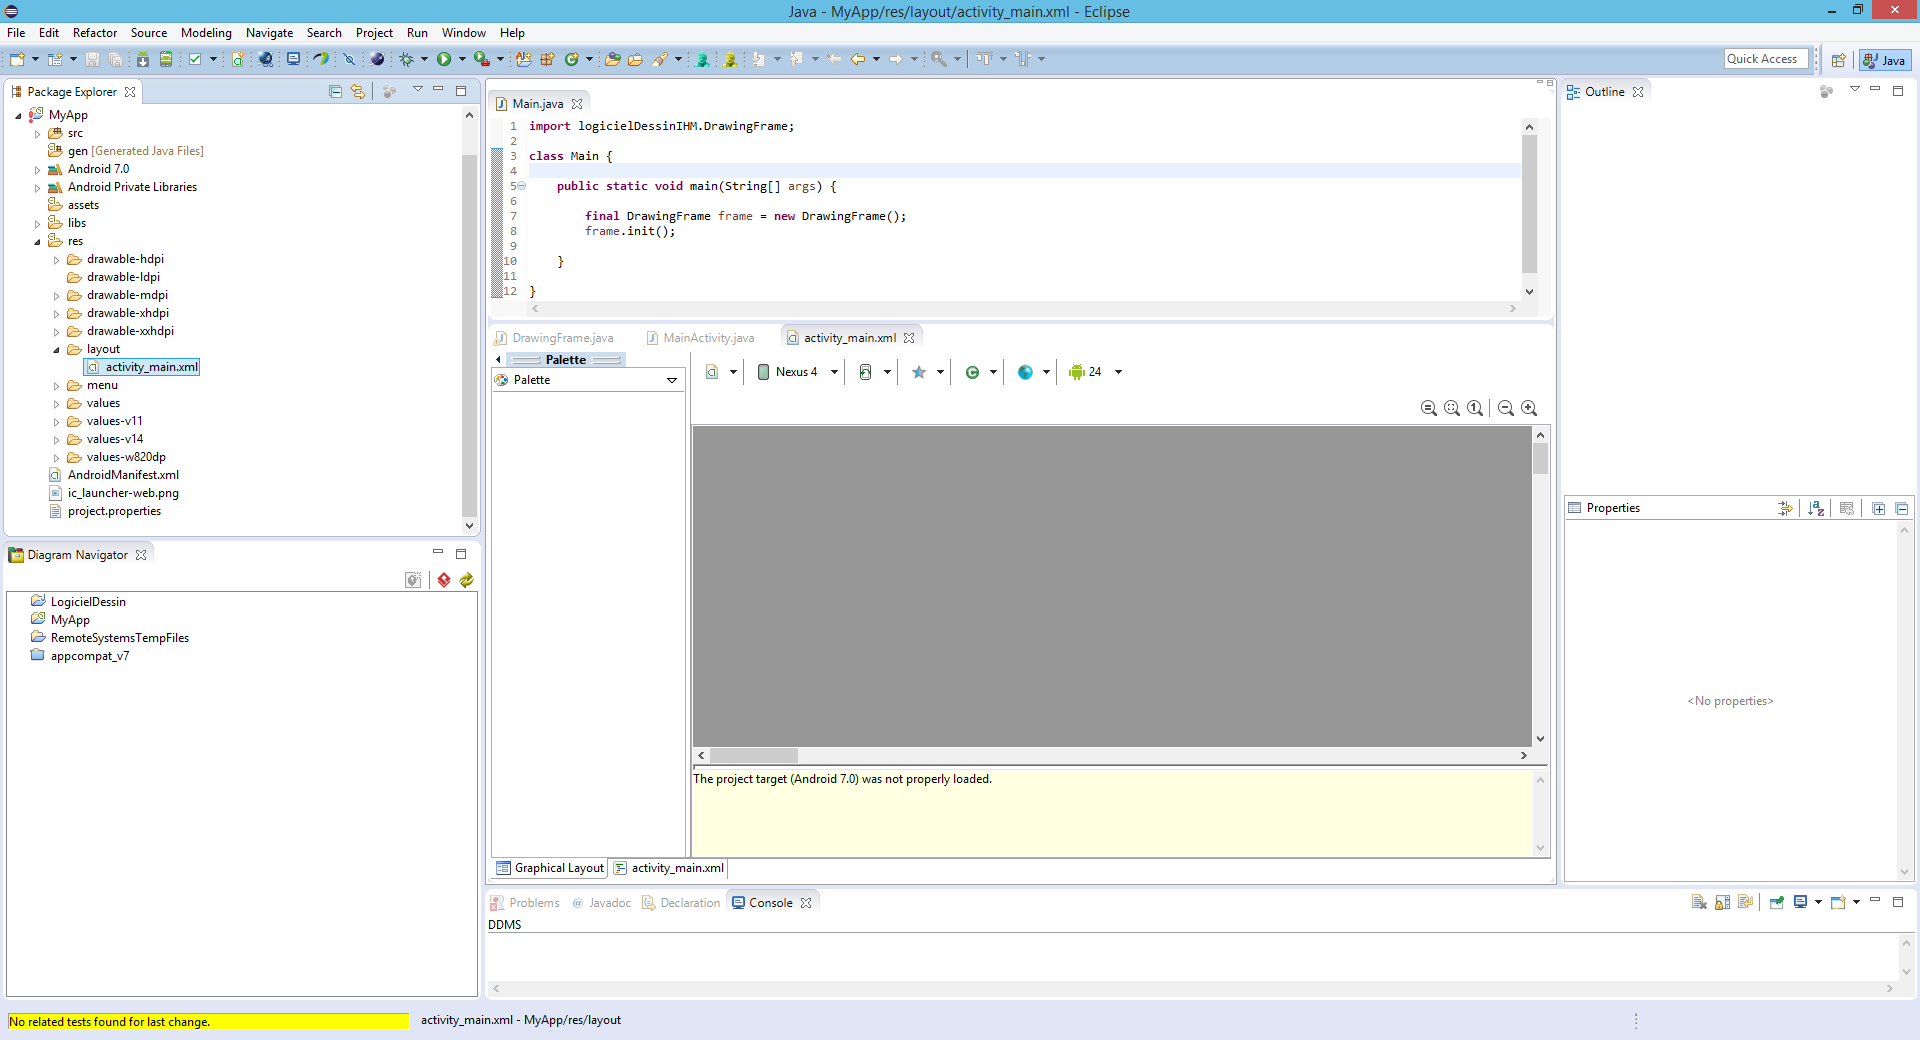 Java - MyApp/res/layout/activity_main.xml - Eclipse
File Edit Refactor Source Modeling Navigate Search Project Run Window Help
Quick Access
Java
Package Explorer
MyApp
src
gen [Generated Java Files]
Android 7.0
Android Private Libraries
assets
libs
res
drawable-hdpi
drawable-ldpi
drawable-mdpi
drawable-xhdpi
drawable-xxhdpi
layout
activity_main.xml
menu
values
values-v11
values-v14
values-w820dp
AndroidManifest.xml
ic_launcher-web.png
project.properties
Diagram Navigator
LogicielDessin
MyApp
RemoteSystemsTempFiles
appcompat_v7
Main.java
1 import logicielDessinIHM.DrawingFrame;
2
3 class Main {
4
5 public static void main(String[] args) {
6
7 final DrawingFrame frame = new DrawingFrame();
8 frame.init();
9
10 }
11
12 }
DrawingFrame.java MainActivity.java activity_main.xml
Palette
Palette
Nexus 4
24
The project target (Android 7.0) was not properly loaded.
Graphical Layout activity_main.xml
Outline
Properties
<No properties>
Problems @ Javadoc Declaration Console
DDMS
No related tests found for last change.
activity_main.xml - MyApp/res/layout